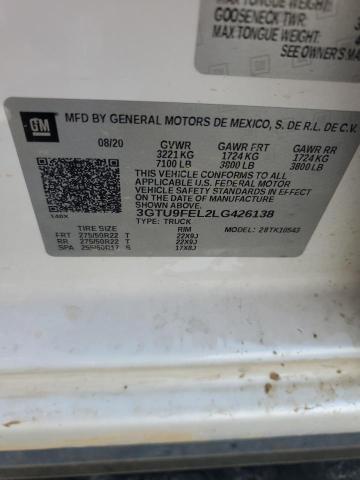 MAX TONGUE WEIGHT:
GOOSENECK TWR:
MAX TONGUE WEIGHT:
SEE OWNER'S MA
GM
MFD BY GENERAL MOTORS DE MEXICO, S. DE R.L. DE C.V.
08/20 GVWR GAWR FRT GAWR RR
3221 KG 1724 KG 1724 KG
7100 LB 3800 LB 3800 LB
THIS VEHICLE CONFORMS TO ALL
APPLICABLE U.S. FEDERAL MOTOR
VEHICLE SAFETY STANDARDS IN EFFECT
ON THE DATE OF MANUFACTURE SHOWN ABOVE.
3GTU9FEL2LG426138
TYPE: TRUCK MODEL:
TIRE SIZE RIM
FRT 275/50R22 T 22X9J
RR 275/50R22 T 22X9J
SPA S 17X8J